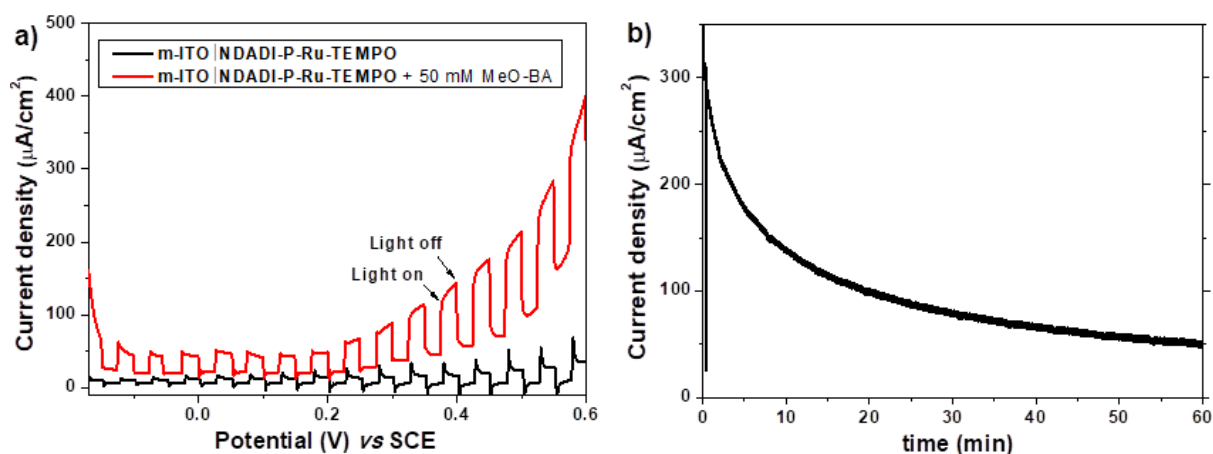 a)
m-ITO|NDADI-P-Ru-TEMPO
m-ITO|NDADI-P-Ru-TEMPO + 50 mM MeO-BA
Light off
Light on
500
400
300
200
100
0
Current density (μA/cm²)
0.0
0.2
0.4
0.6
Potential (V) vs SCE
b)
300
200
100
0
Current density (μA/cm²)
0
10
20
30
40
50
60
time (min)